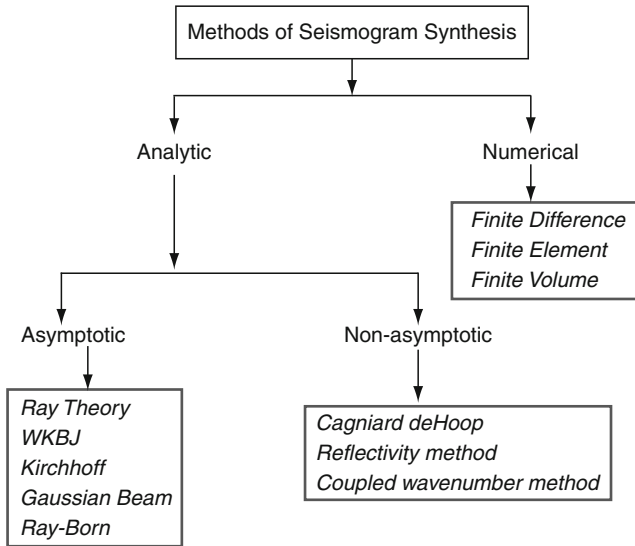 Methods of Seismogram Synthesis
Analytic
Numerical
Finite Difference
Finite Element
Finite Volume
Asymptotic
Non-asymptotic
Ray Theory
WKBJ
Kirchhoff
Gaussian Beam
Ray-Born
Cagniard deHoop
Reflectivity method
Coupled wavenumber method